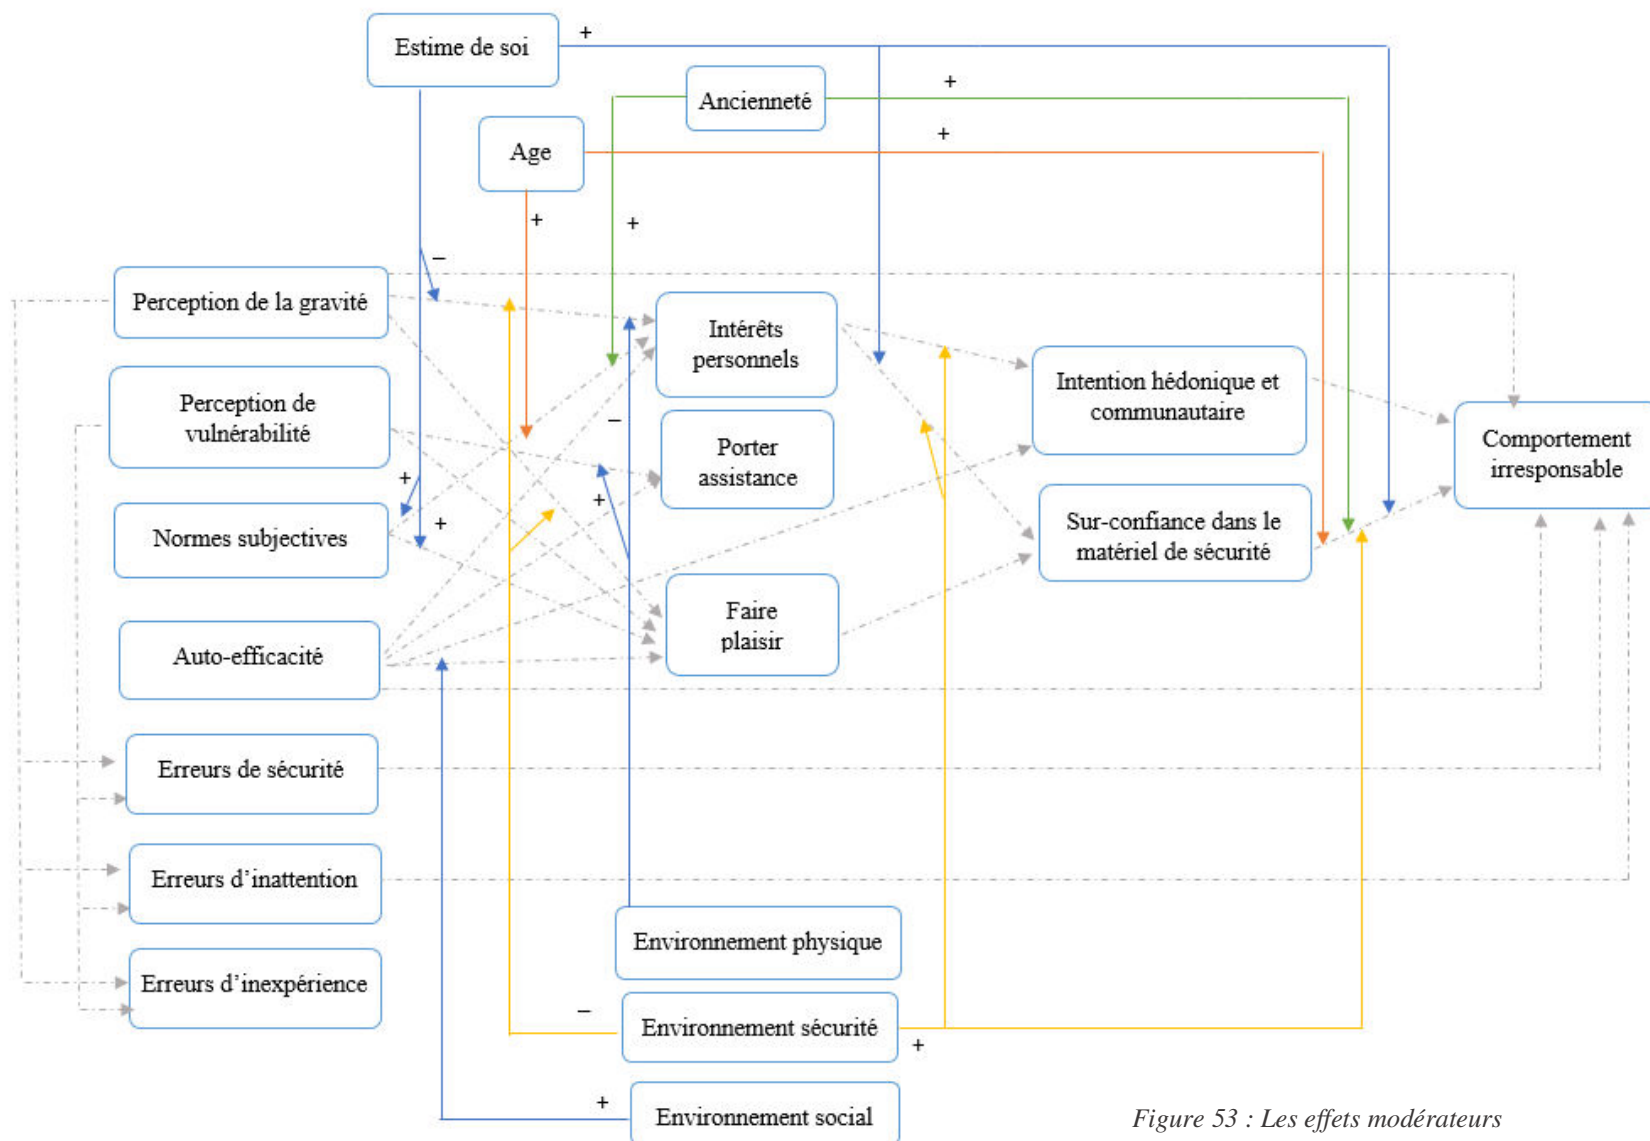 Estime de soi
+
Ancienneté
+
+
Age
+
+
–
Perception de la gravité
Intérêts
personnels
Perception de
vulnérabilité
Intention hédonique et
communautaire
–
Porter
assistance
Comportement
irresponsable
+
+
+
Normes subjectives
Sur-confiance dans le
matériel de sécurité
Faire
plaisir
Auto-efficacité
Erreurs de sécurité
Erreurs d’inattention
Environnement physique
Erreurs d’inexpérience
–
Environnement sécurité
+
+
Environnement social
Figure 53 : Les effets modérateurs